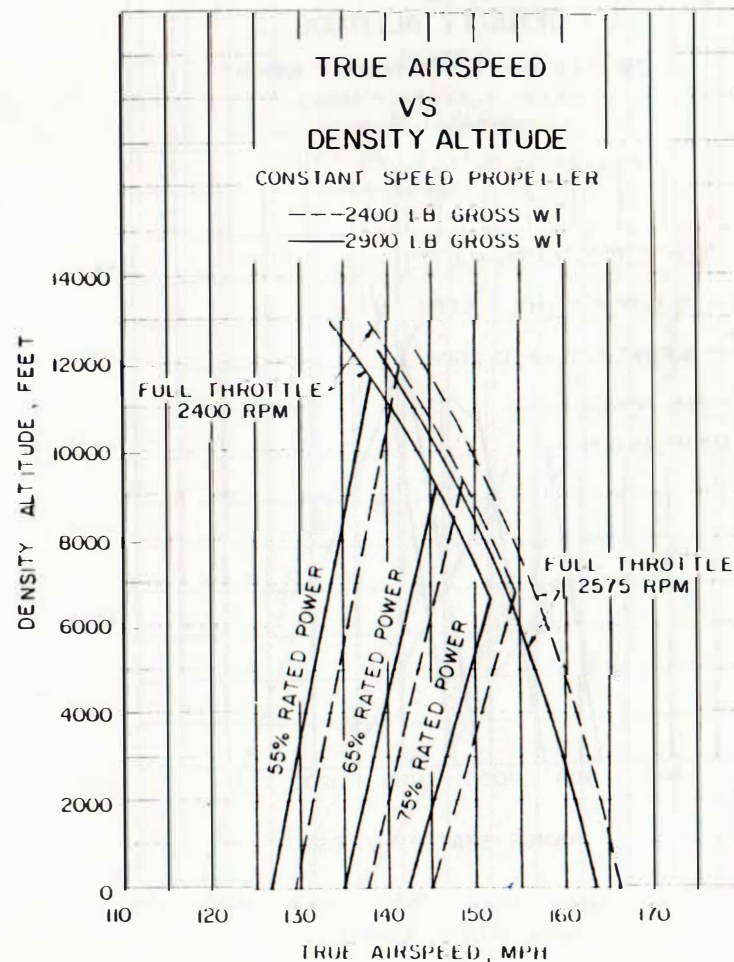 TRUE AIRSPEED
VS
DENSITY ALTITUDE
CONSTANT SPEED PROPELLER
2400 LB GROSS WT
2900 LB GROSS WT
14000
12000
10000
8000
6000
4000
2000
0
DENSITY ALTITUDE, FEET
FULL THROTTLE
2400 RPM
FULL THROTTLE
2575 RPM
55% RATED POWER
65% RATED POWER
75% RATED POWER
110
120
130
140
150
160
170
TRUE AIRSPEED, MPH